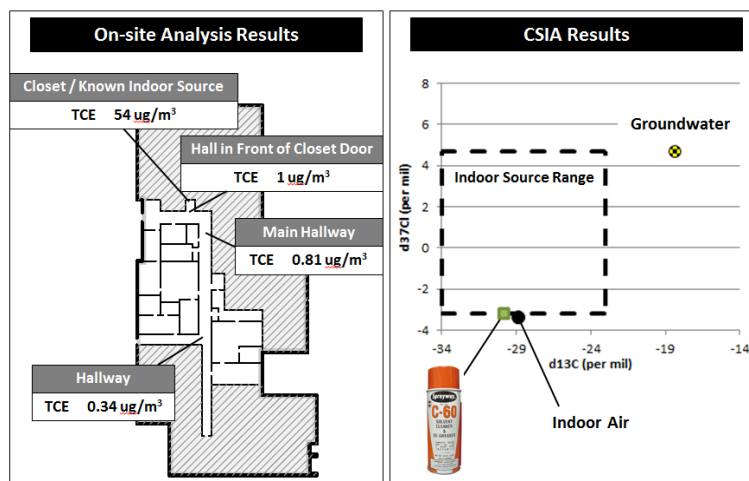 On-site Analysis Results
Closet / Known Indoor Source
TCE 54 ug/m³
Hall in Front of Closet Door
TCE 1 ug/m³
Main Hallway
TCE 0.81 ug/m³
Hallway
TCE 0.34 ug/m³
CSIA Results
d37Cl (per mil)
8
6
4
2
0
-2
-4
-34
-29
-24
-19
-14
d13C (per mil)
Groundwater
Indoor Source Range
Indoor Air
Sprayway
C-60
SOLVENT
CLEANER
&
DE-GREASER